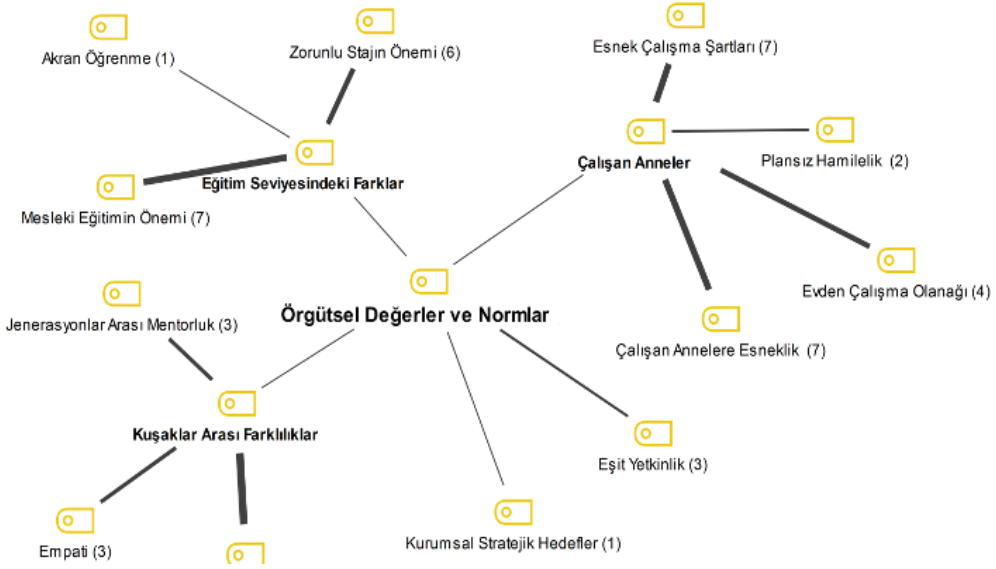 Esnek Çalışma Şartları (7)
Zorunlu Stajın Önemi (6)
Akran Öğrenme (1)
Çalışan Anneler
Plansız Hamilelik (2)
Eğitim Seviyesindeki Farklar
Mesleki Eğitimin Önemi (7)
Evden Çalışma Olanağı (4)
Örgütsel Değerler ve Normlar
Jenerasyonlar Arası Mentorluk (3)
Çalışan Annelere Esneklik (7)
Kuşaklar Arası Farklılıklar
Eşit Yetkinlik (3)
Kurumsal Stratejik Hedefler (1)
Empati (3)